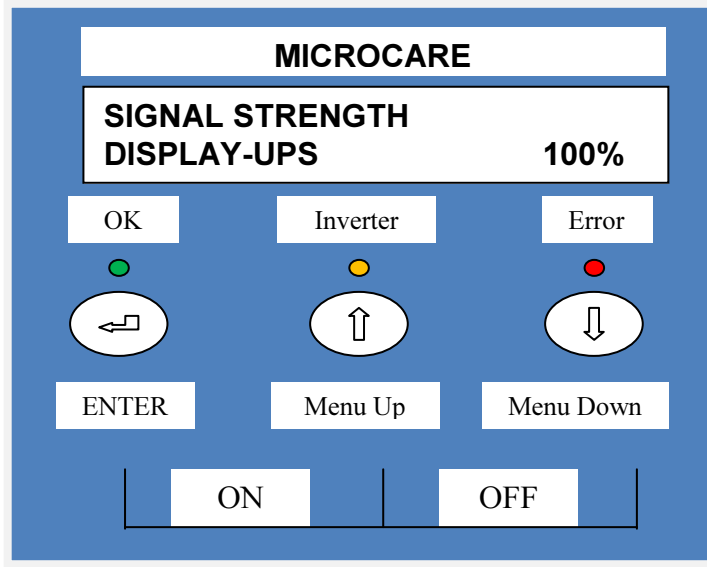 MICROCARE
SIGNAL STRENGTH
DISPLAY-UPS 100%
OK Inverter Error
ENTER Menu Up Menu Down
ON OFF